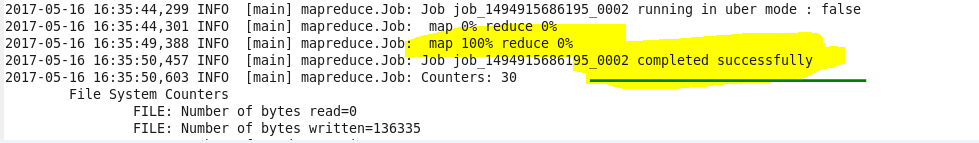 2017-05-16 16:35:44,299 INFO  [main] mapreduce.Job: Job job_1494915686195_0002 running in uber mode : false
2017-05-16 16:35:44,301 INFO  [main] mapreduce.Job:  map 0% reduce 0%
2017-05-16 16:35:49,388 INFO  [main] mapreduce.Job:  map 100% reduce 0%
2017-05-16 16:35:50,457 INFO  [main] mapreduce.Job: Job job_1494915686195_0002 completed successfully
2017-05-16 16:35:50,603 INFO  [main] mapreduce.Job: Counters: 30
File System Counters
FILE: Number of bytes read=0
FILE: Number of bytes written=136335